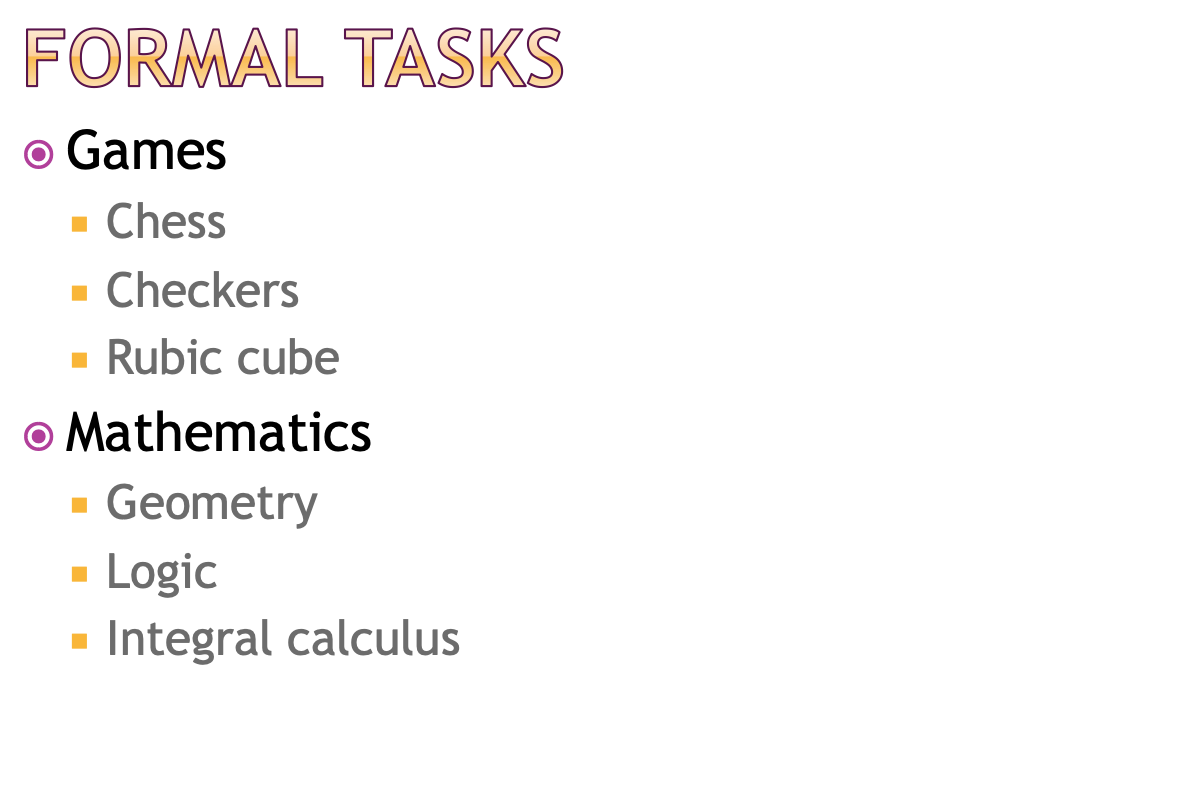 FORMAL TASKS
Games
Chess
Checkers
Rubic cube
Mathematics
Geometry
Logic
Integral calculus